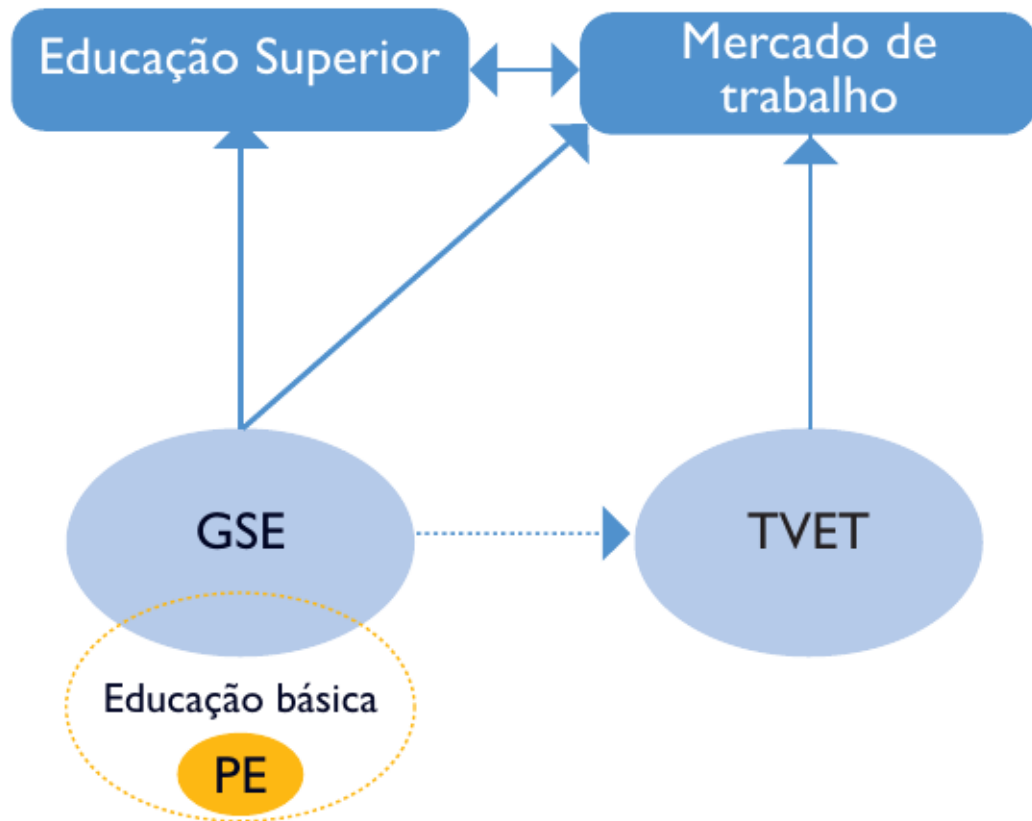 Educação Superior
Mercado de
trabalho
GSE
TVET
Educação básica
PE